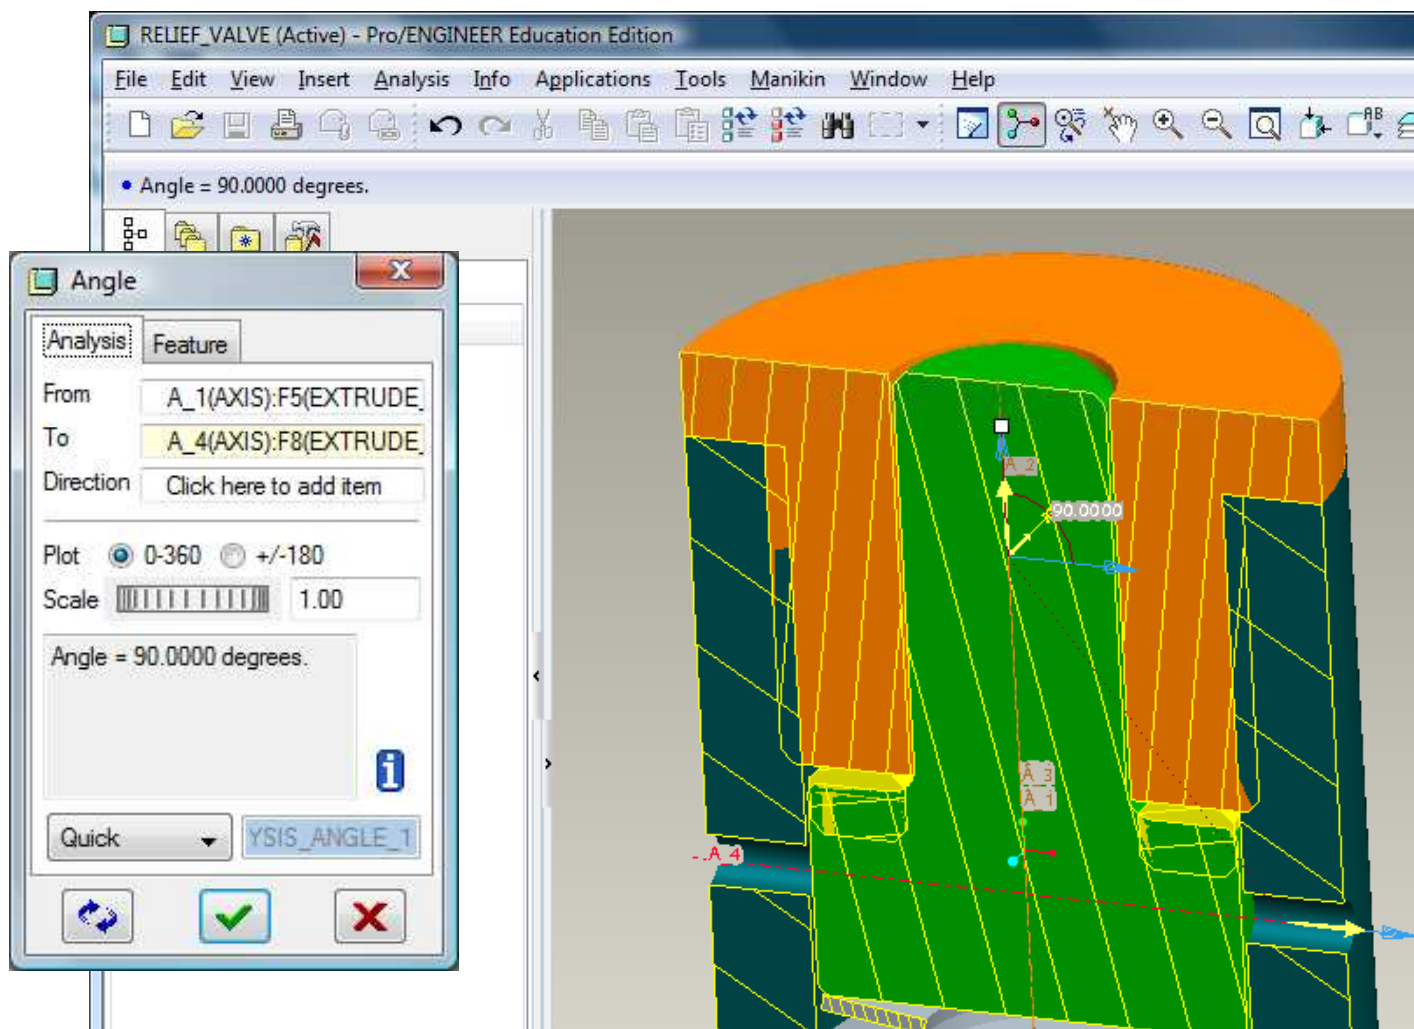 RELIEF_VALVE (Active) - Pro/ENGINEER Education Edition
File Edit View Insert Analysis Info Applications Tools Manikin Window Help
AB
Angle = 90.0000 degrees.
Angle
Analysis Feature
From A_1(AXIS):F5(EXTRUDE_
To A_4(AXIS):F8(EXTRUDE_
Direction Click here to add item
Plot 0-360 +/-180
Scale 1.00
Angle = 90.0000 degrees.
Quick YSIS_ANGLE_1
A_2
90.0000
A_3
A_1
A_4